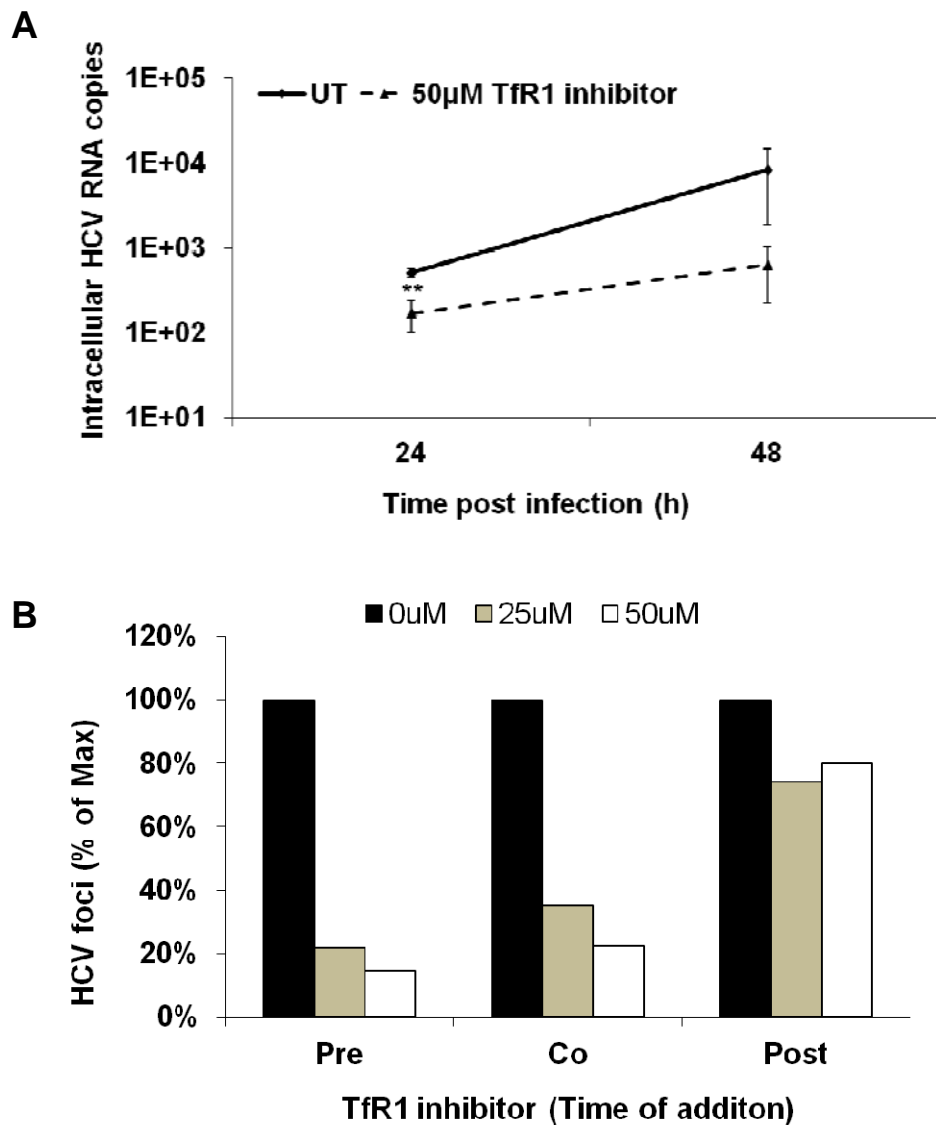 A
Intracellular HCV RNA copies
1E+05
1E+04
1E+03
1E+02
1E+01
UT
50μM TfR1 inhibitor
**
24
48
Time post infection (h)
B
0uM
25uM
50uM
HCV foci (% of Max)
120%
100%
80%
60%
40%
20%
0%
Pre
Co
Post
TfR1 inhibitor (Time of additon)